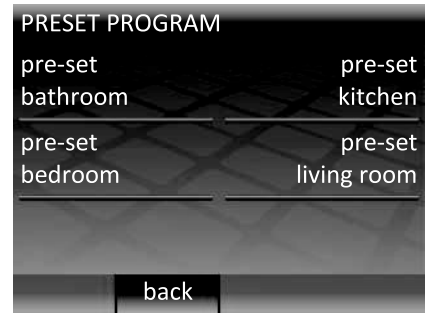 PRESET PROGRAM
pre-set
bathroom
pre-set
kitchen
pre-set
bedroom
pre-set
living room
back